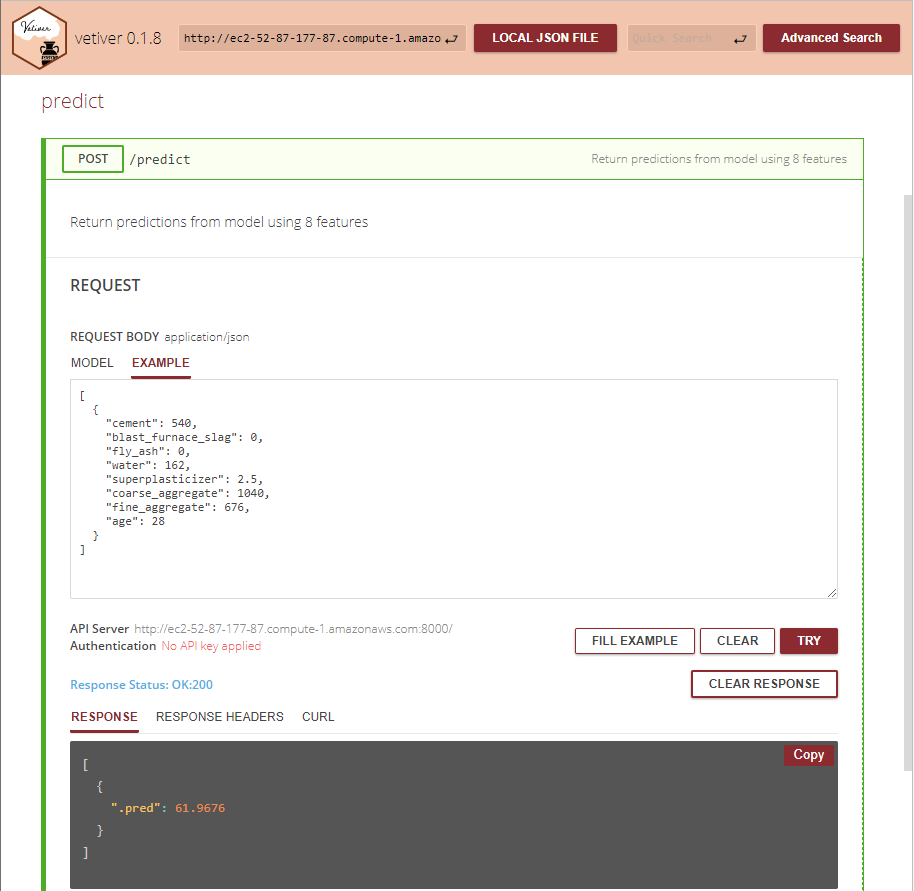 Vetiver
vetiver 0.1.8
http://ec2-52-87-177-87.compute-1.amazo
LOCAL JSON FILE
Quick Search
Advanced Search
predict
POST /predict Return predictions from model using 8 features
Return predictions from model using 8 features
REQUEST
REQUEST BODY application/json
MODEL EXAMPLE
[
  {
    "cement": 540,
    "blast_furnace_slag": 0,
    "fly_ash": 0,
    "water": 162,
    "superplasticizer": 2.5,
    "coarse_aggregate": 1040,
    "fine_aggregate": 676,
    "age": 28
  }
]
API Server http://ec2-52-87-177-87.compute-1.amazonaws.com:8000/
Authentication No API key applied
FILL EXAMPLE CLEAR TRY
Response Status: OK:200
CLEAR RESPONSE
RESPONSE RESPONSE HEADERS CURL
Copy
[
  {
    ".pred": 61.9676
  }
]